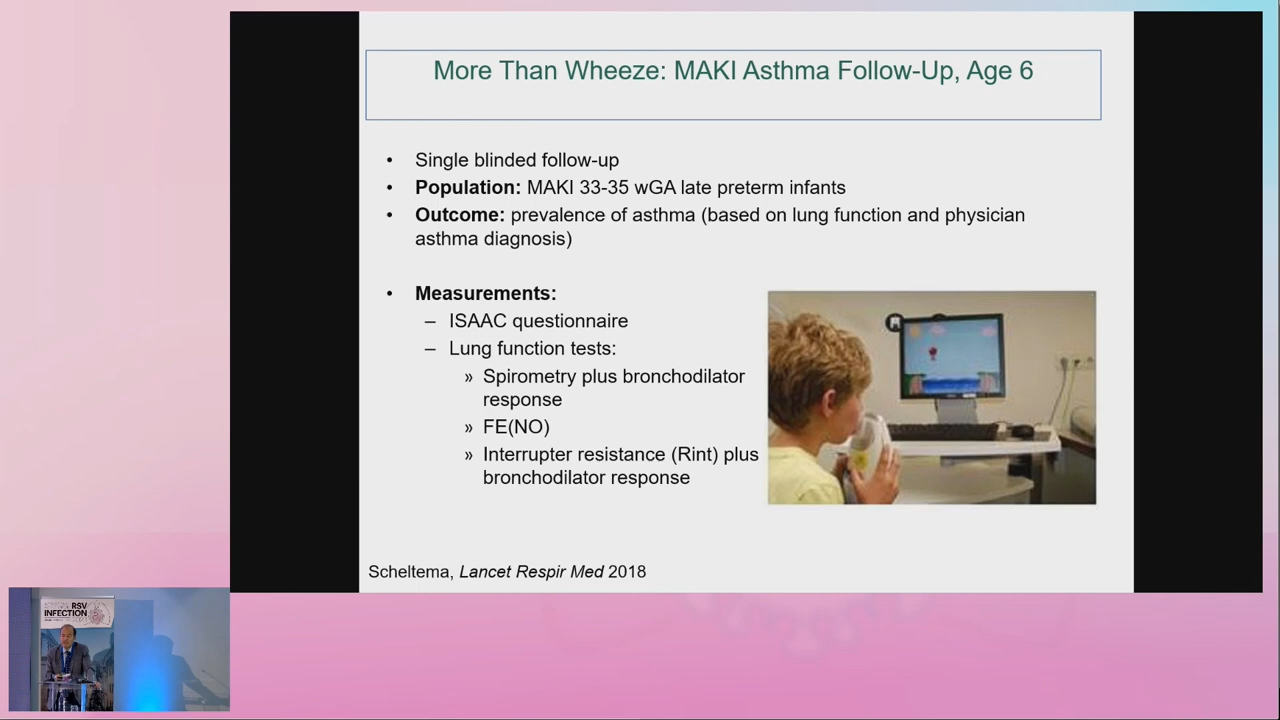 More Than Wheeze: MAKI Asthma Follow-Up, Age 6
• Single blinded follow-up
• Population: MAKI 33-35 wGA late preterm infants
• Outcome: prevalence of asthma (based on lung function and physician
asthma diagnosis)
• Measurements:
– ISAAC questionnaire
– Lung function tests:
» Spirometry plus bronchodilator
response
» FE(NO)
» Interrupter resistance (Rint) plus
bronchodilator response
Scheltema, Lancet Respir Med 2018
RSV
INFECTION